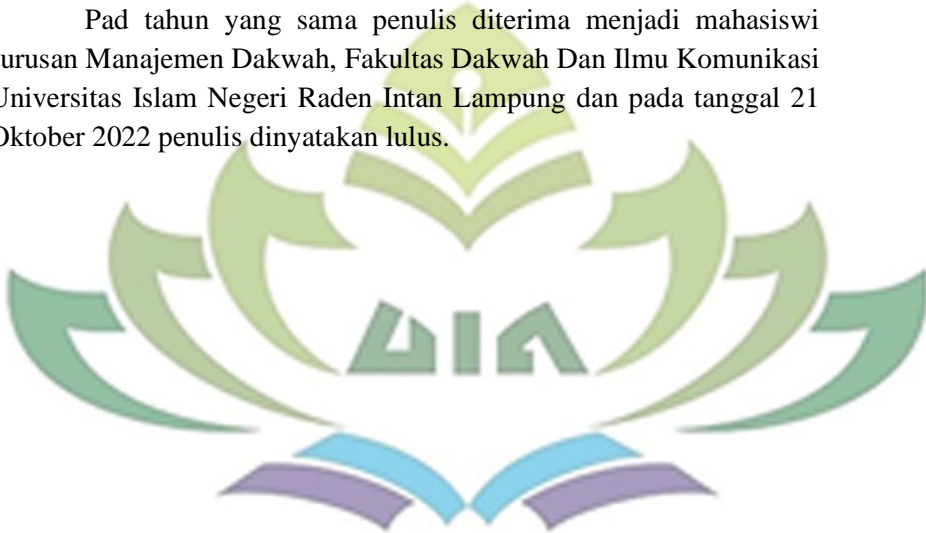 Pad tahun yang sama penulis diterima menjadi mahasiswi
urusan Manajemen Dakwah, Fakultas Dakwah Dan Ilmu Komunikasi
Universitas Islam Negeri Raden Intan Lampung dan pada tanggal 21
Oktober 2022 penulis dinyatakan lulus.
UIN